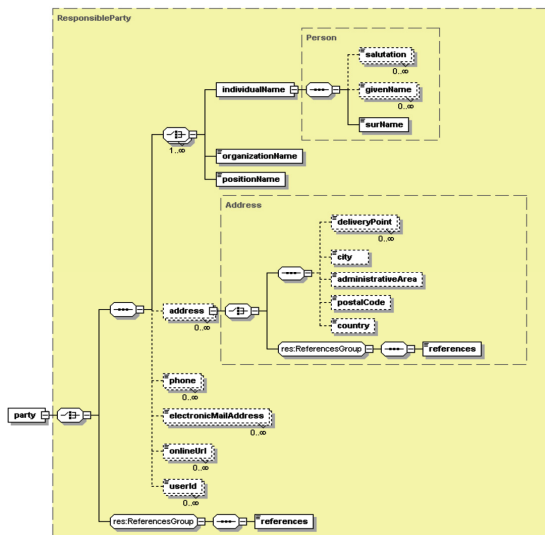 ResponsibleParty
Person
salutation
0..∞
individualName
givenName
0..∞
surName
1..∞
organizationName
positionName
Address
deliveryPoint
0..∞
city
administrativeArea
address
0..∞
postalCode
country
res:ReferencesGroup
references
phone
0..∞
party
electronicMailAddress
0..∞
onlineUrl
0..∞
userId
0..∞
res:ReferencesGroup
references